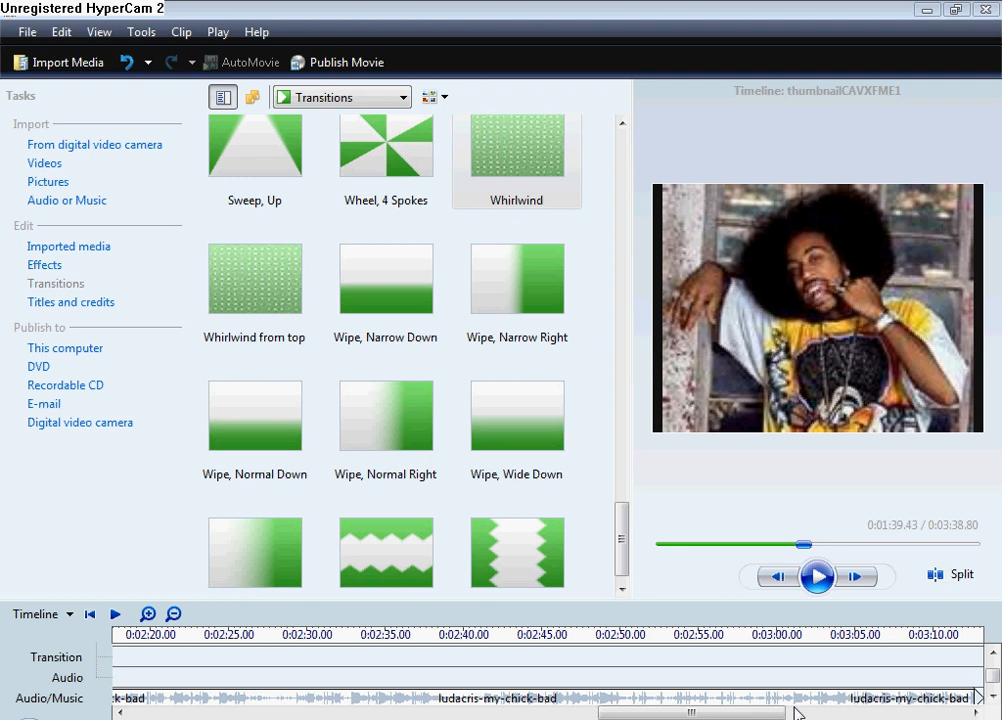 Unregistered HyperCam 2
File Edit View Tools Clip Play Help
Import Media AutoMovie Publish Movie
Tasks
Transitions
Timeline: thumbnailCAVXFME1
Import
From digital video camera
Videos
Pictures
Audio or Music
Edit
Imported media
Effects
Transitions
Titles and credits
Publish to
This computer
DVD
Recordable CD
E-mail
Digital video camera
Sweep, Up Wheel, 4 Spokes Whirlwind
Whirlwind from top Wipe, Narrow Down Wipe, Narrow Right
Wipe, Normal Down Wipe, Normal Right Wipe, Wide Down
0:01:39.43 / 0:03:38.80
Split
Timeline
0:02:20.00 0:02:25.00 0:02:30.00 0:02:35.00 0:02:40.00 0:02:45.00 0:02:50.00 0:02:55.00 0:03:00.00 0:03:05.00 0:03:10.00
Transition
Audio
Audio/Music k-bad ludacris-my-chick-bad ludacris-my-chick-bad